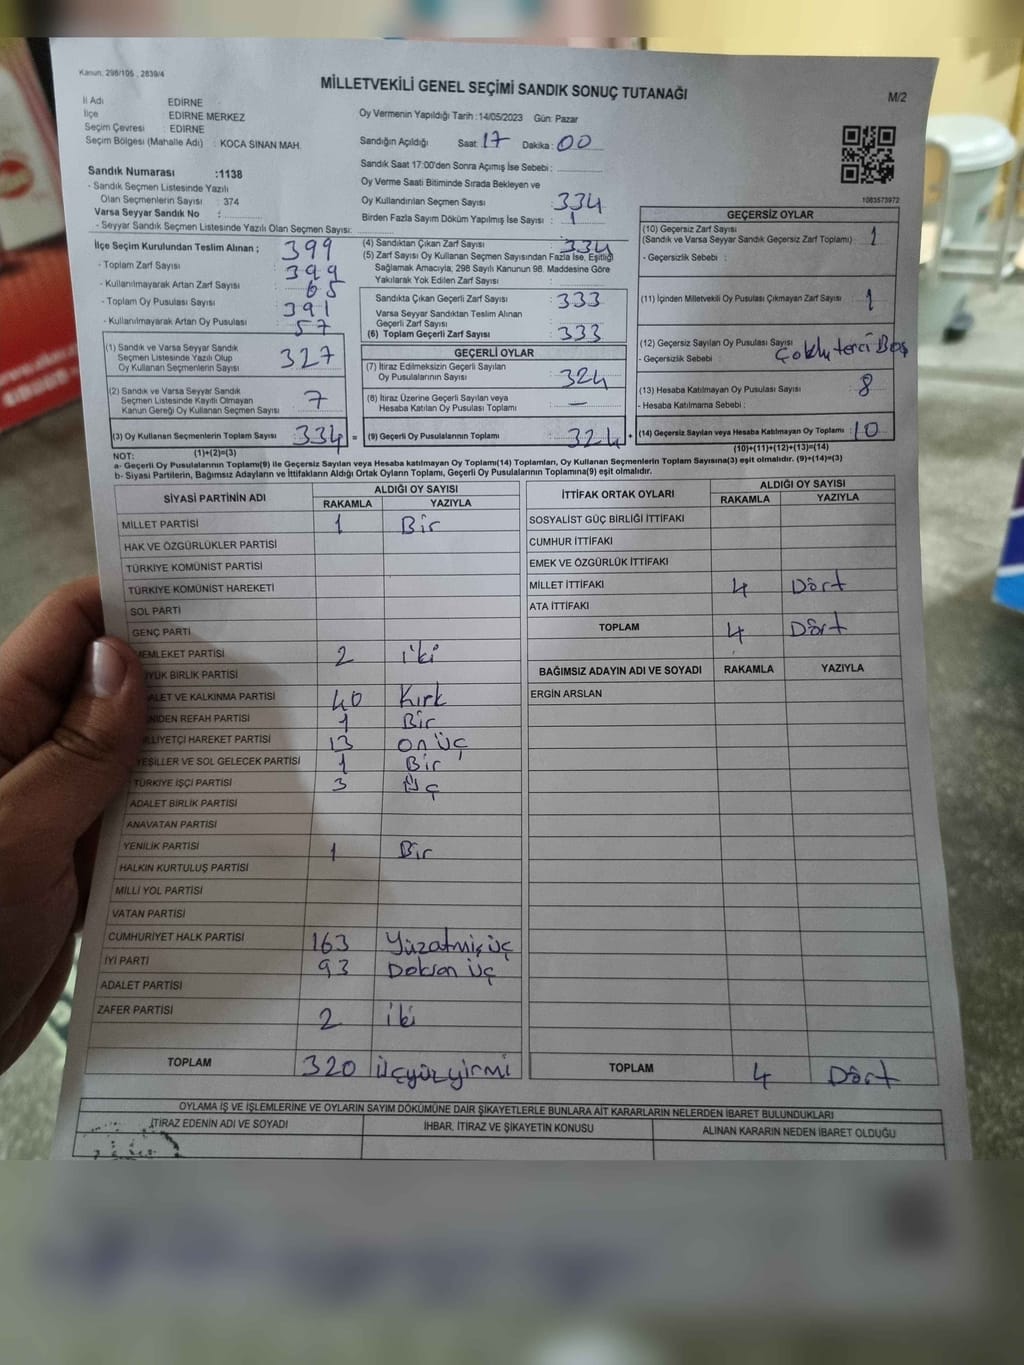 Kanun: 298/105 , 2839/4
MİLLETVEKİLİ GENEL SEÇİMİ SANDIK SONUÇ TUTANAĞI
M/2
İl Adı EDİRNE
İlçe EDİRNE MERKEZ
Seçim Çevresi : EDİRNE
Seçim Bölgesi (Mahalle Adı) : KOCA SİNAN MAH.
Oy Vermenin Yapıldığı Tarih : 14/05/2023 Gün: Pazar
Sandığın Açıldığı Saat: 17 Dakika: 00
Sandık Saat 17:00'den Sonra Açılmış İse Sebebi :
Sandık Numarası :1138
- Sandık Seçmen Listesinde Yazılı
Olan Seçmenlerin Sayısı : 374
Varsa Seyyar Sandık No :
- Seyyar Sandık Seçmen Listesinde Yazılı Olan Seçmen Sayısı:
Oy Verme Saati Bitiminde Sırada Bekleyen ve
Oy Kullandırılan Seçmen Sayısı : 334
Birden Fazla Sayım Döküm Yapılmış İse Sayısı : 1
1083573972
İlçe Seçim Kurulundan Teslim Alınan ; 399
- Toplam Zarf Sayısı 399
- Kullanılmayarak Artan Zarf Sayısı 65
- Toplam Oy Pusulası Sayısı 391
- Kullanılmayarak Artan Oy Pusulası 57
(4) Sandıktan Çıkan Zarf Sayısı 334
(5) Zarf Sayısı Oy Kullanan Seçmen Sayısından Fazla İse, Eşitliği
Sağlamak Amacıyla, 298 Sayılı Kanunun 98. Maddesine Göre
Yakılarak Yok Edilen Zarf Sayısı :
Sandıkta Çıkan Geçerli Zarf Sayısı 333
Varsa Seyyar Sandıktan Teslim Alınan
Geçerli Zarf Sayısı
(6) Toplam Geçerli Zarf Sayısı 333
GEÇERSİZ OYLAR
(10) Geçersiz Zarf Sayısı
(Sandık ve Varsa Seyyar Sandık Geçersiz Zarf Toplamı) : 1
- Geçersizlik Sebebi :
(11) İçinden Milletvekili Oy Pusulası Çıkmayan Zarf Sayısı 1
(12) Geçersiz Sayılan Oy Pusulası Sayısı
- Geçersizlik Sebebi :
(13) Hesaba Katılmayan Oy Pusulası Sayısı 8
- Hesaba Katılmama Sebebi :
(14) Geçersiz Sayılan veya Hesaba Katılmayan Oy Toplamı : 10
(10)+(11)+(12)+(13)=(14)
(1) Sandık ve Varsa Seyyar Sandık
Seçmen Listesinde Yazılı Olup
Oy Kullanan Seçmenlerin Sayısı 327
(2) Sandık ve Varsa Seyyar Sandık
Seçmen Listesinde Kayıtlı Olmayan
Kanun Gereği Oy Kullanan Seçmen Sayısı 7
(3) Oy Kullanan Seçmenlerin Toplam Sayısı 334 =
(1)+(2)=(3)
GEÇERLİ OYLAR
(7) İtiraz Edilmeksizin Geçerli Sayılan
Oy Pusulalarının Sayısı 324
(8) İtiraz Üzerine Geçerli Sayılan veya
Hesaba Katılan Oy Pusulası Toplamı —
(9) Geçerli Oy Pusulalarının Toplamı : 324 +
NOT:
a- Geçerli Oy Pusulalarının Toplamı(9) ile Geçersiz Sayılan veya Hesaba katılmayan Oy Toplamı(14) Toplamları, Oy Kullanan Seçmenlerin Toplam Sayısına(3) eşit olmalıdır. (9)+(14)=(3)
b- Siyasi Partilerin, Bağımsız Adayların ve İttifakların Aldığı Ortak Oyların Toplamı, Geçerli Oy Pusulalarının Toplamına(9) eşit olmalıdır.
SİYASİ PARTİNİN ADI ALDIĞI OY SAYISI
RAKAMLA YAZIYLA
MİLLET PARTİSİ 1 Bir
HAK VE ÖZGÜRLÜKLER PARTİSİ
TÜRKİYE KOMÜNİST PARTİSİ
TÜRKİYE KOMÜNİST HAREKETİ
SOL PARTİ
GENÇ PARTİ
EMLEKET PARTİSİ 2 iki
YÜK BİRLİK PARTİSİ
ALET VE KALKINMA PARTİSİ 40 Kırk
NİDEN REFAH PARTİSİ 1 Bir
LLİYETÇİ HAREKET PARTİSİ 13 on üç
YEŞİLLER VE SOL GELECEK PARTİSİ 1 Bir
TÜRKİYE İŞÇİ PARTİSİ 3 Üç
ADALET BİRLİK PARTİSİ
ANAVATAN PARTİSİ
YENİLİK PARTİSİ 1 Bir
HALKIN KURTULUŞ PARTİSİ
MİLLİ YOL PARTİSİ
VATAN PARTİSİ
CUMHURİYET HALK PARTİSİ 163 Yüzatmış üç
İYİ PARTİ 93 Doksan üç
ADALET PARTİSİ
ZAFER PARTİSİ 2 iki
TOPLAM 320 üçyüzyirmi
İTTİFAK ORTAK OYLARI ALDIĞI OY SAYISI
RAKAMLA YAZIYLA
SOSYALİST GÜÇ BİRLİĞİ İTTİFAKI
CUMHUR İTTİFAKI
EMEK VE ÖZGÜRLÜK İTTİFAKI
MİLLET İTTİFAKI 4 Dört
ATA İTTİFAKI
TOPLAM 4 Dört
BAĞIMSIZ ADAYIN ADI VE SOYADI RAKAMLA YAZIYLA
ERGİN ARSLAN
TOPLAM 4 Dört
OYLAMA İŞ VE İŞLEMLERİNE VE OYLARIN SAYIM DÖKÜMÜNE DAİR ŞİKAYETLERLE BUNLARA AİT KARARLARIN NELERDEN İBARET BULUNDUKLARI
İTİRAZ EDENİN ADI VE SOYADI İHBAR, İTİRAZ VE ŞİKAYETİN KONUSU ALINAN KARARIN NEDEN İBARET OLDUĞU